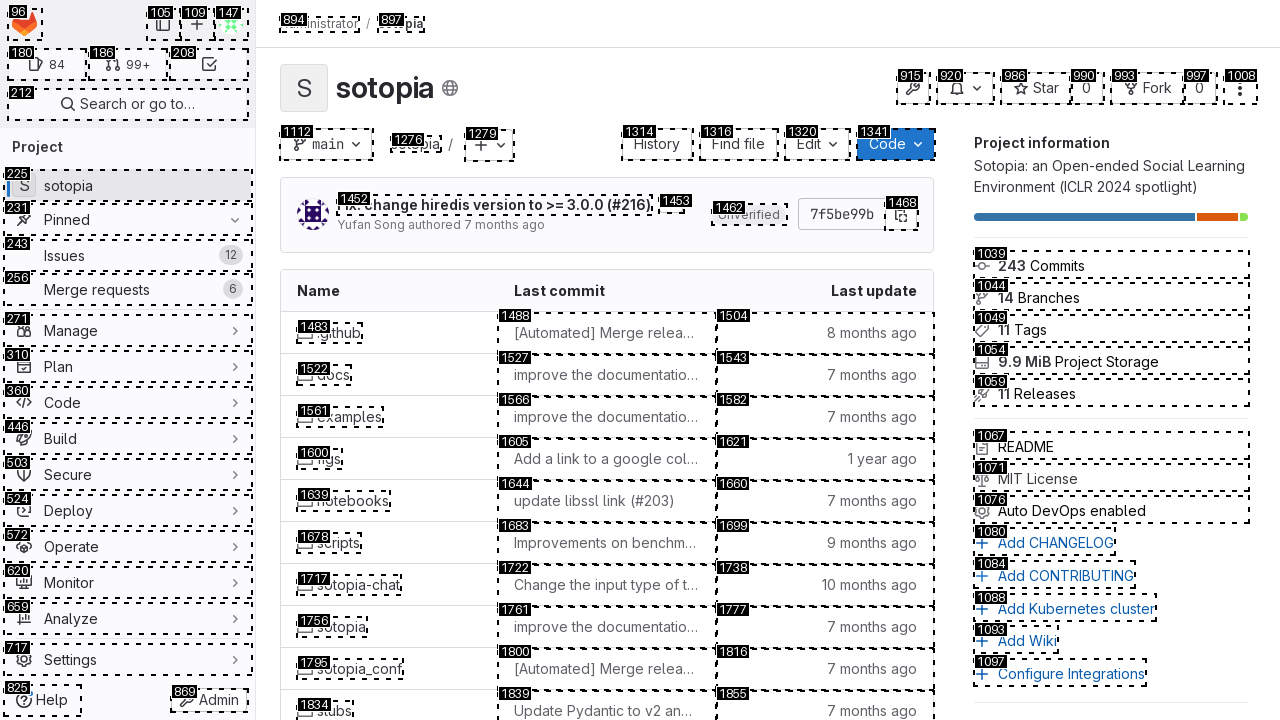 96
105
109
147
180
84
186
99+
208
212
Search or go to…
Project
225
S
sotopia
231
Pinned
243
Issues
12
256
Merge requests
6
271
Manage
310
Plan
360
Code
446
Build
503
Secure
524
Deploy
572
Operate
620
Monitor
659
Analyze
717
Settings
825
Help
869
Admin
894
Administrator
/
897
sotopia
S
sotopia
915
920
986
Star
990
0
993
Fork
997
0
1008
1112
main
1276
sotopia
/
1279
1314
History
1316
Find file
1320
Edit
1341
Code
1452
Fix: change hiredis version to >= 3.0.0 (#216)
1453
Yufan Song authored 7 months ago
1462
Unverified
7f5be99b
1468
Name
Last commit
Last update
1483
.github
1488
[Automated] Merge relea…
1504
8 months ago
1522
docs
1527
improve the documentatio…
1543
7 months ago
1561
examples
1566
improve the documentatio…
1582
7 months ago
1600
figs
1605
Add a link to a google col…
1621
1 year ago
1639
notebooks
1644
update libssl link (#203)
1660
7 months ago
1678
scripts
1683
Improvements on benchm…
1699
9 months ago
1717
sotopia-chat
1722
Change the input type of t…
1738
10 months ago
1756
sotopia
1761
improve the documentatio…
1777
7 months ago
1795
sotopia_conf
1800
[Automated] Merge relea…
1816
7 months ago
1834
stubs
1839
Update Pydantic to v2 an…
1855
7 months ago
Project information
Sotopia: an Open-ended Social Learning
Environment (ICLR 2024 spotlight)
1039
243 Commits
1044
14 Branches
1049
11 Tags
1054
9.9 MiB Project Storage
1059
11 Releases
1067
README
1071
MIT License
1076
Auto DevOps enabled
1080
Add CHANGELOG
1084
Add CONTRIBUTING
1088
Add Kubernetes cluster
1093
Add Wiki
1097
Configure Integrations